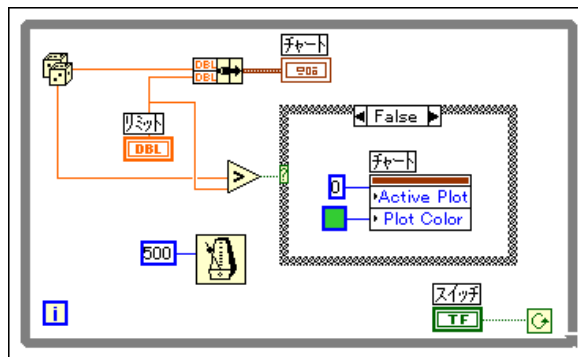 チャート
DBL
DBL
リミット
DBL
False
チャート
>
?
0
Active Plot
Plot Color
500
スイッチ
TF
i